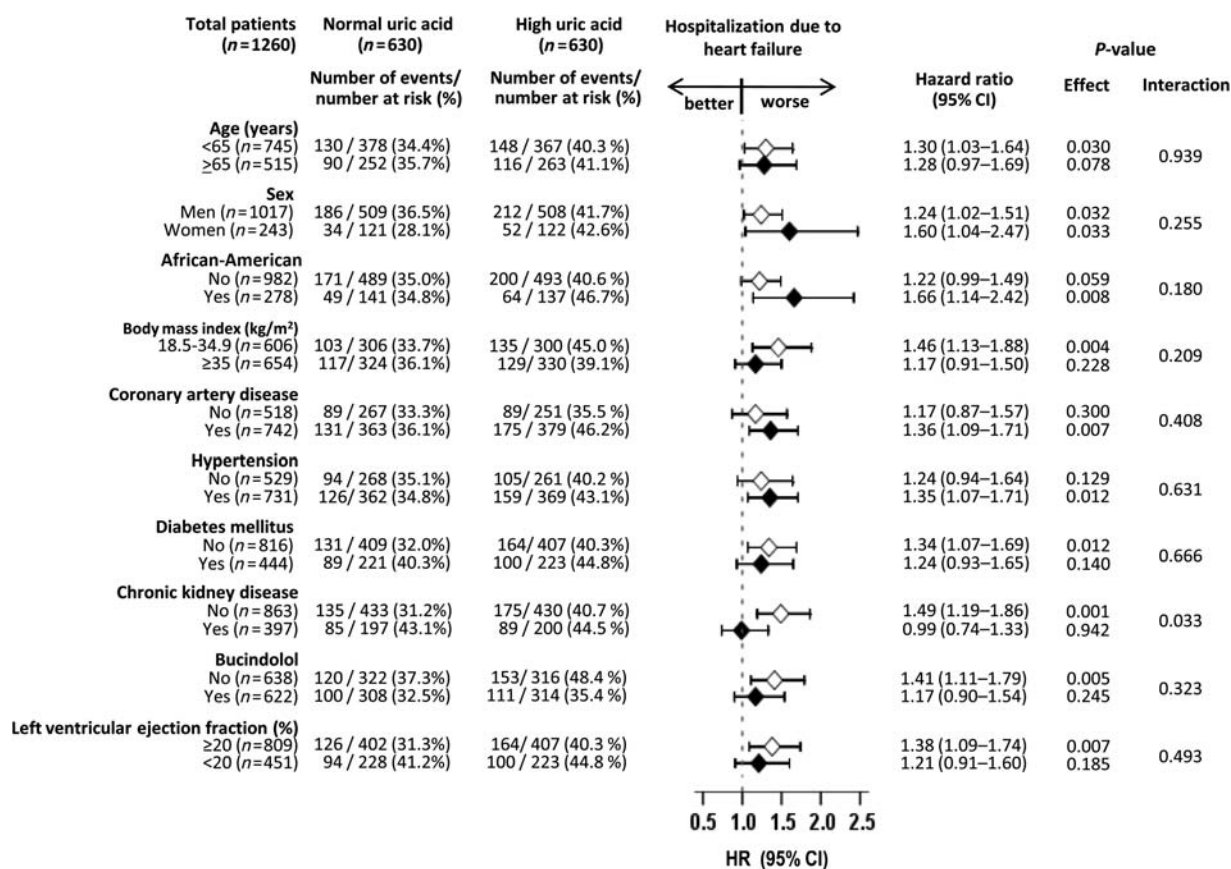 Total patients Normal uric acid High uric acid Hospitalization due to
(n=1260) (n=630) (n=630) heart failure P-value
Number of events/ Number of events/ Hazard ratio Effect Interaction
number at risk (%) number at risk (%) better worse (95% CI)
Age (years)
<65 (n=745) 130 / 378 (34.4%) 148 / 367 (40.3 %) 1.30 (1.03–1.64) 0.030
≥65 (n=515) 90 / 252 (35.7%) 116 / 263 (41.1%) 1.28 (0.97–1.69) 0.078 0.939
Sex
Men (n=1017) 186 / 509 (36.5%) 212 / 508 (41.7%) 1.24 (1.02–1.51) 0.032
Women (n=243) 34 / 121 (28.1%) 52 / 122 (42.6%) 1.60 (1.04–2.47) 0.033 0.255
African-American
No (n=982) 171 / 489 (35.0%) 200 / 493 (40.6 %) 1.22 (0.99–1.49) 0.059
Yes (n=278) 49 / 141 (34.8%) 64 / 137 (46.7%) 1.66 (1.14–2.42) 0.008 0.180
Body mass index (kg/m²)
18.5-34.9 (n=606) 103 / 306 (33.7%) 135 / 300 (45.0 %) 1.46 (1.13–1.88) 0.004
≥35 (n=654) 117 / 324 (36.1%) 129 / 330 (39.1%) 1.17 (0.91–1.50) 0.228 0.209
Coronary artery disease
No (n=518) 89 / 267 (33.3%) 89 / 251 (35.5 %) 1.17 (0.87–1.57) 0.300
Yes (n=742) 131 / 363 (36.1%) 175 / 379 (46.2%) 1.36 (1.09–1.71) 0.007 0.408
Hypertension
No (n=529) 94 / 268 (35.1%) 105 / 261 (40.2 %) 1.24 (0.94–1.64) 0.129
Yes (n=731) 126 / 362 (34.8%) 159 / 369 (43.1%) 1.35 (1.07–1.71) 0.012 0.631
Diabetes mellitus
No (n=816) 131 / 409 (32.0%) 164 / 407 (40.3%) 1.34 (1.07–1.69) 0.012
Yes (n=444) 89 / 221 (40.3%) 100 / 223 (44.8%) 1.24 (0.93–1.65) 0.140 0.666
Chronic kidney disease
No (n=863) 135 / 433 (31.2%) 175 / 430 (40.7 %) 1.49 (1.19–1.86) 0.001
Yes (n=397) 85 / 197 (43.1%) 89 / 200 (44.5 %) 0.99 (0.74–1.33) 0.942 0.033
Bucindolol
No (n=638) 120 / 322 (37.3%) 153 / 316 (48.4 %) 1.41 (1.11–1.79) 0.005
Yes (n=622) 100 / 308 (32.5%) 111 / 314 (35.4 %) 1.17 (0.90–1.54) 0.245 0.323
Left ventricular ejection fraction (%)
≥20 (n=809) 126 / 402 (31.3%) 164 / 407 (40.3 %) 1.38 (1.09–1.74) 0.007
<20 (n=451) 94 / 228 (41.2%) 100 / 223 (44.8 %) 1.21 (0.91–1.60) 0.185 0.493
0.5 1.0 1.5 2.0 2.5
HR (95% CI)